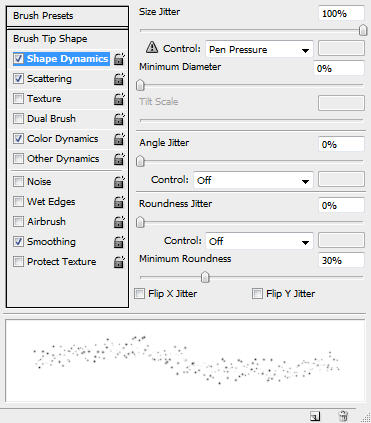 Brush Presets
Brush Tip Shape
Shape Dynamics
Scattering
Texture
Dual Brush
Color Dynamics
Other Dynamics
Noise
Wet Edges
Airbrush
Smoothing
Protect Texture
Size Jitter 100%
Control: Pen Pressure
Minimum Diameter 0%
Tilt Scale
Angle Jitter 0%
Control: Off
Roundness Jitter 0%
Control: Off
Minimum Roundness 30%
Flip X Jitter Flip Y Jitter